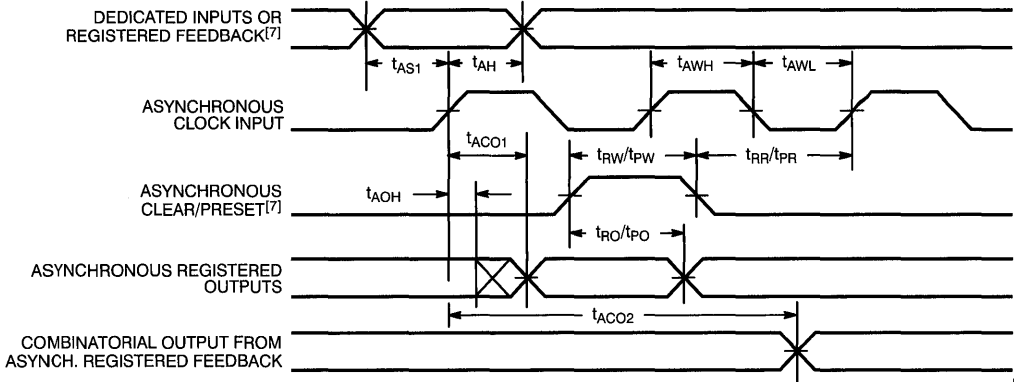 DEDICATED INPUTS OR
REGISTERED FEEDBACK[7]
tAS1
tAH
tAWH
tAWL
ASYNCHRONOUS
CLOCK INPUT
tACO1
tRW/tPW
tRR/tPR
ASYNCHRONOUS
CLEAR/PRESET[7]
tAOH
tRO/tPO
ASYNCHRONOUS REGISTERED
OUTPUTS
tACO2
COMBINATORIAL OUTPUT FROM
ASYNCH. REGISTERED FEEDBACK